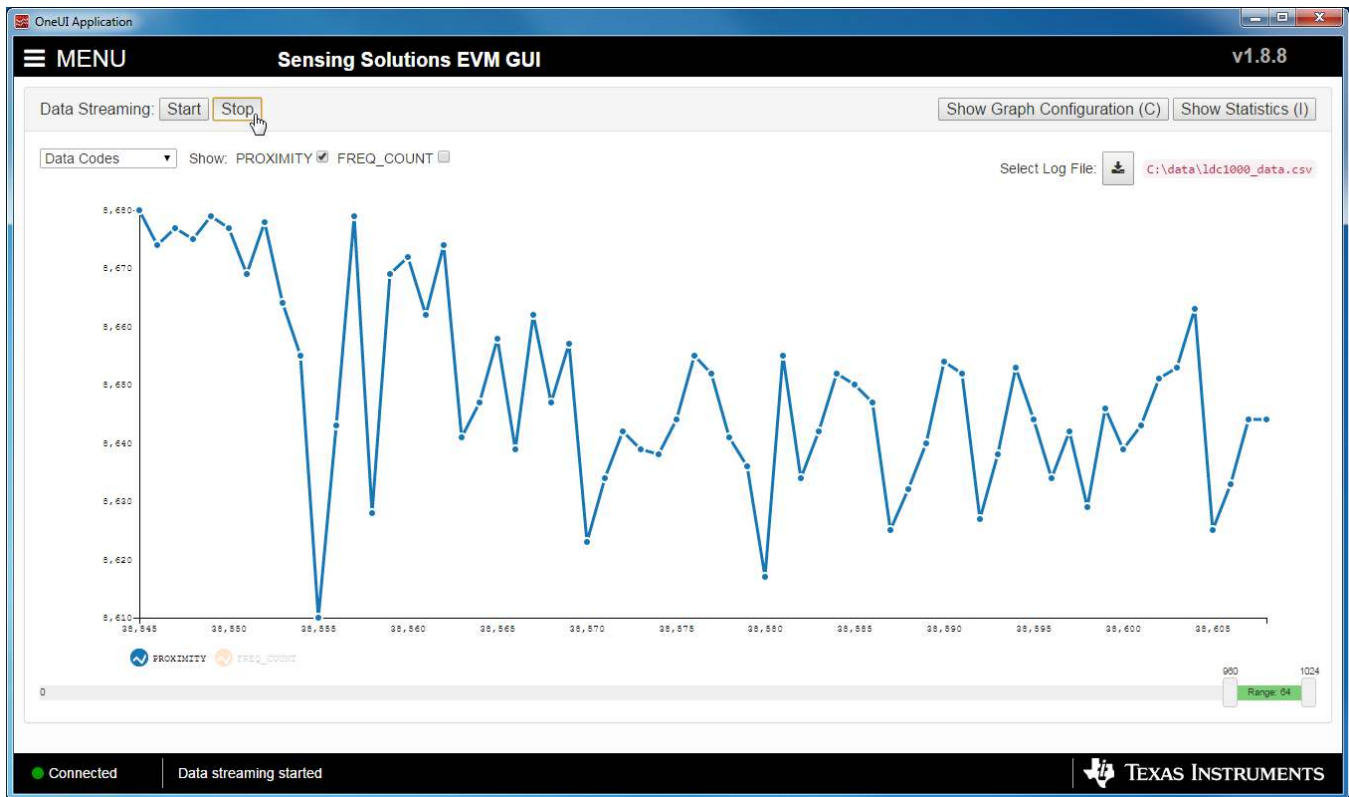 OneUI Application
MENU
Sensing Solutions EVM GUI
v1.8.8
Data Streaming: Start Stop
Show Graph Configuration (C) Show Statistics (I)
Data Codes Show: PROXIMITY FREQ_COUNT
Select Log File: C:\data\ldc1000_data.csv
8,680
8,670
8,660
8,650
8,640
8,630
8,620
8,610
38,545 38,550 38,555 38,560 38,565 38,570 38,575 38,580 38,585 38,590 38,595 38,600 38,605
PROXIMITY FREQ_COUNT
960 1024
0 Range: 64
Connected Data streaming started
TEXAS INSTRUMENTS